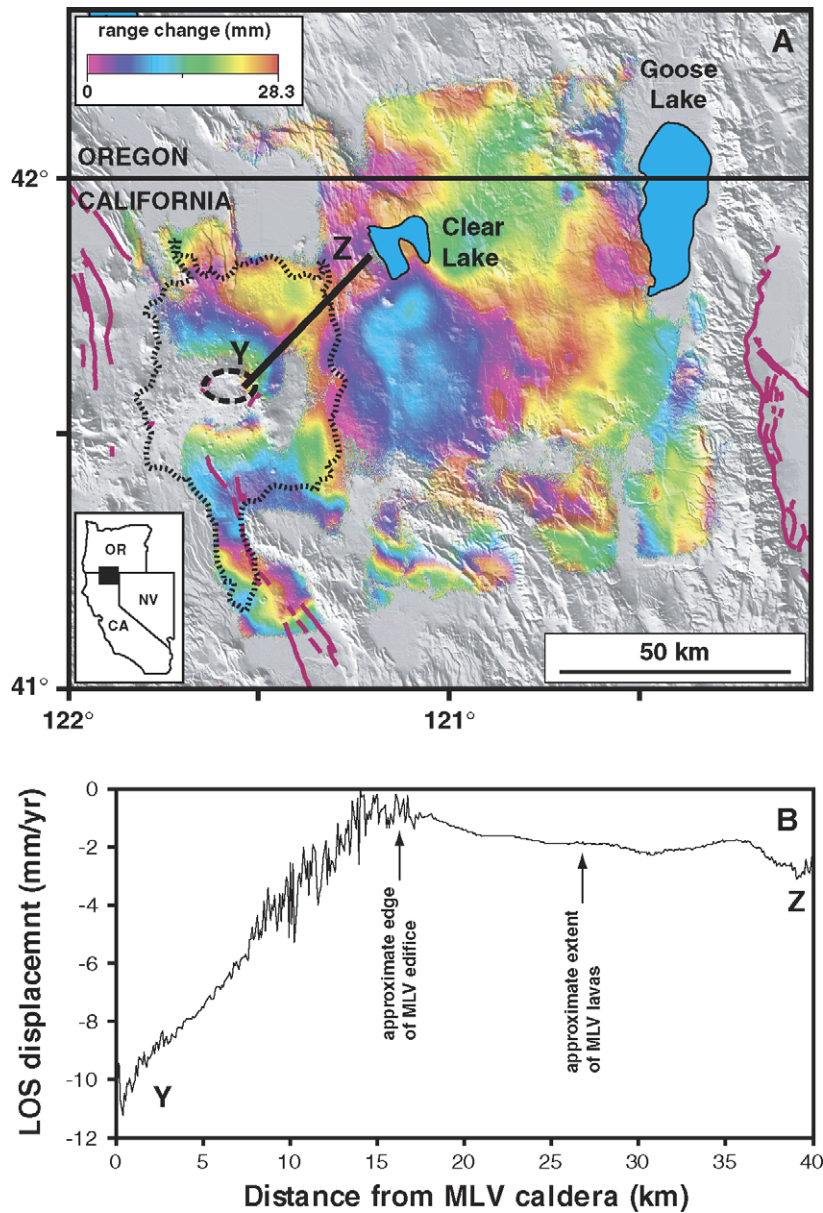 range change (mm)
0 28.3
A
Goose
Lake
OREGON
42°
CALIFORNIA
Z
Clear
Lake
Y
OR
NV
CA
50 km
41°
122° 121°
0
-2
-4
-6
-8
-10
-12
LOS displacemnt (mm/yr)
B
Z
Y
approximate edge
of MLV edifice
approximate extent
of MLV lavas
0 5 10 15 20 25 30 35 40
Distance from MLV caldera (km)